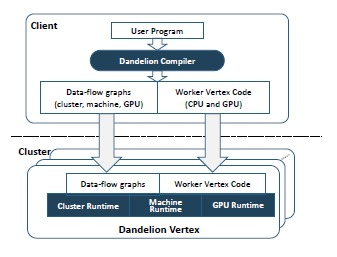 Client
User Program
Dandelion Compiler
Data-flow graphs
(cluster, machine, GPU)
Worker Vertex Code
(CPU and GPU)
Cluster
Data-flow graphs
Worker Vertex Code
Cluster Runtime
Machine
Runtime
GPU Runtime
Dandelion Vertex